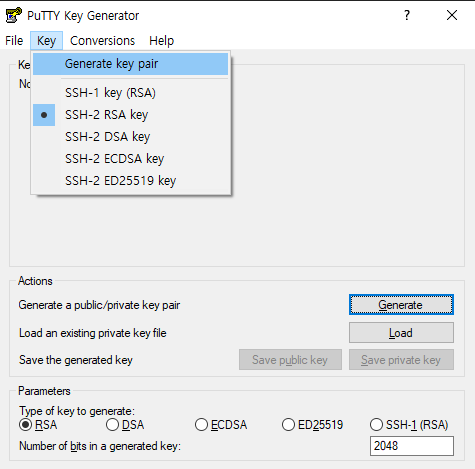 PuTTY Key Generator
File Key Conversions Help
Generate key pair
SSH-1 key (RSA)
SSH-2 RSA key
SSH-2 DSA key
SSH-2 ECDSA key
SSH-2 ED25519 key
Actions
Generate a public/private key pair Generate
Load an existing private key file Load
Save the generated key Save public key Save private key
Parameters
Type of key to generate:
RSA DSA ECDSA ED25519 SSH-1 (RSA)
Number of bits in a generated key: 2048